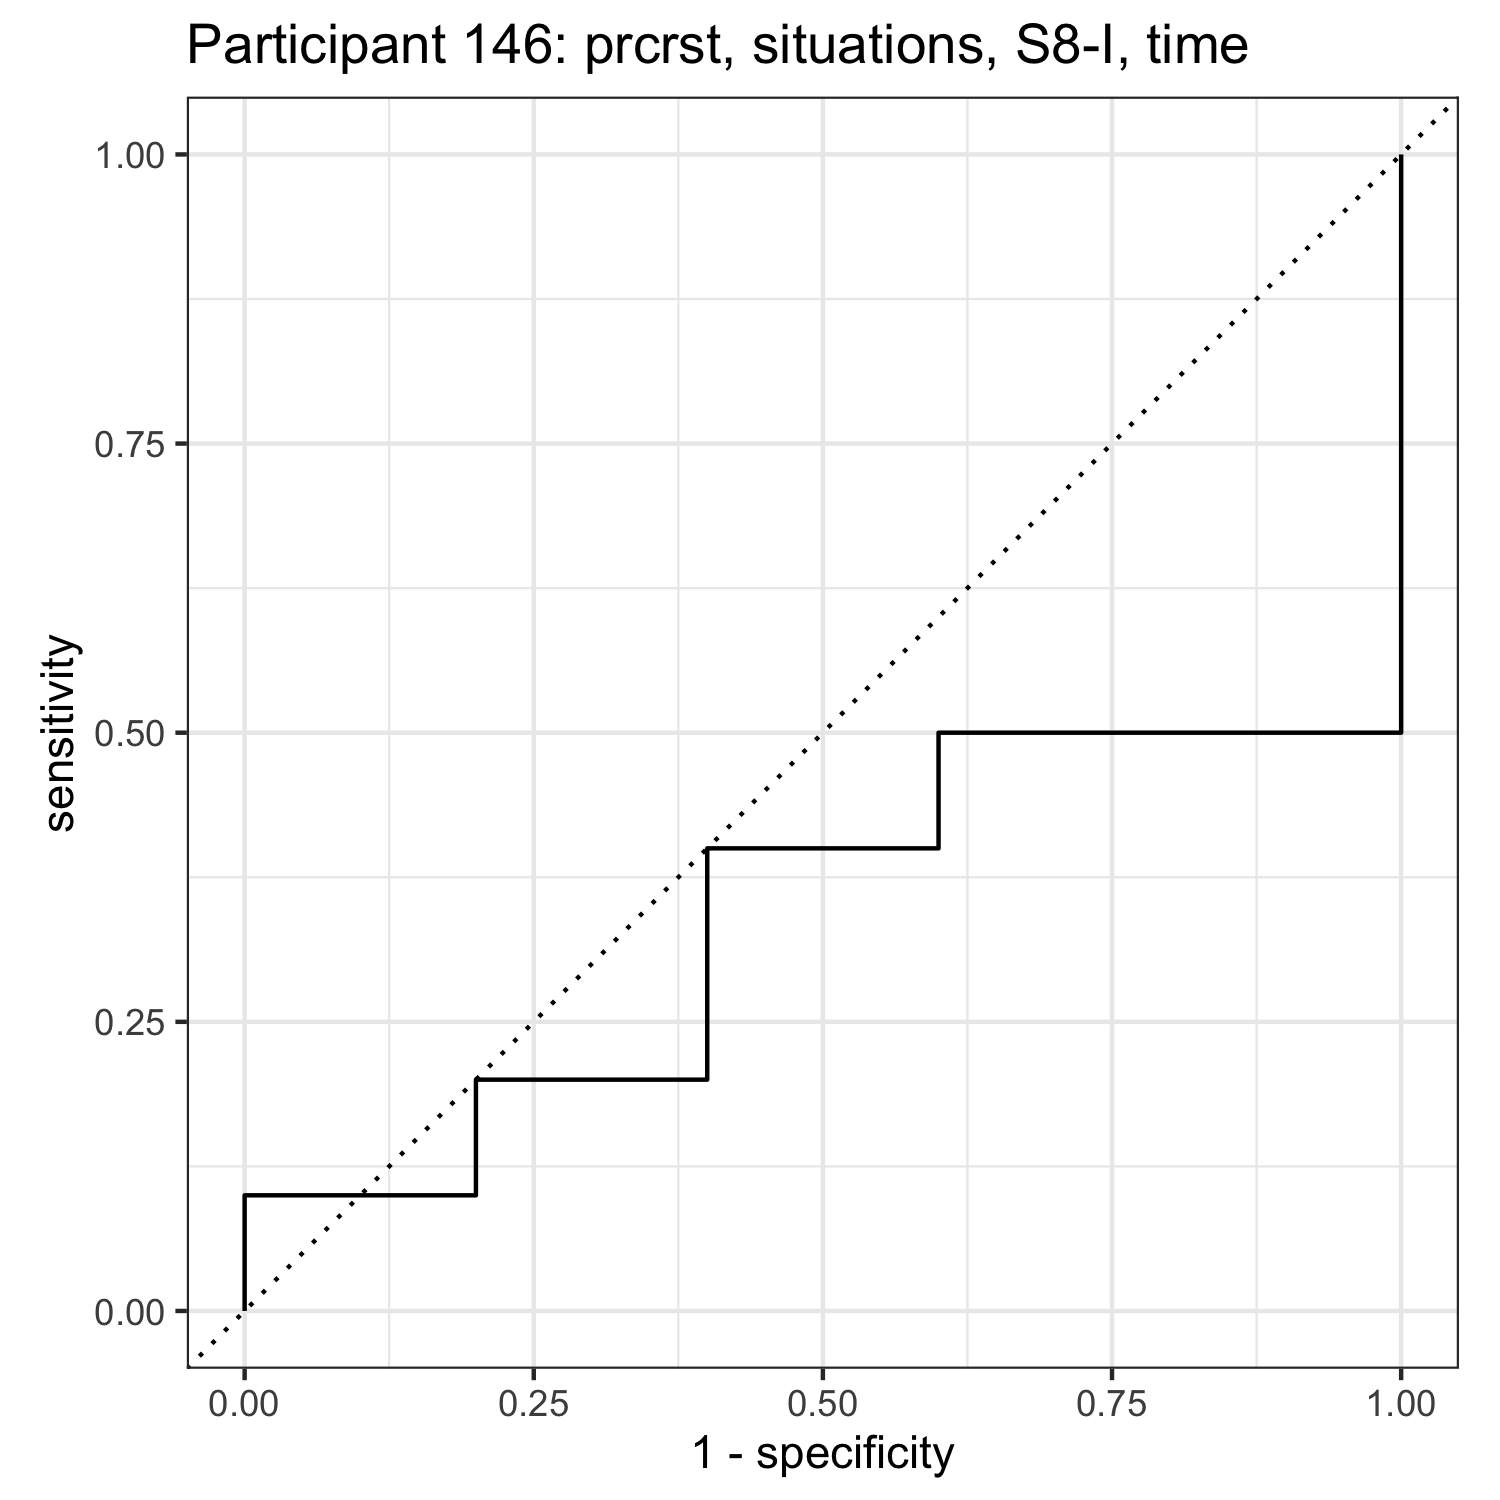 Participant 146: prcrst, situations, S8-I, time
1.00
0.75
0.50
0.25
0.00
sensitivity
0.00 0.25 0.50 0.75 1.00
1 - specificity